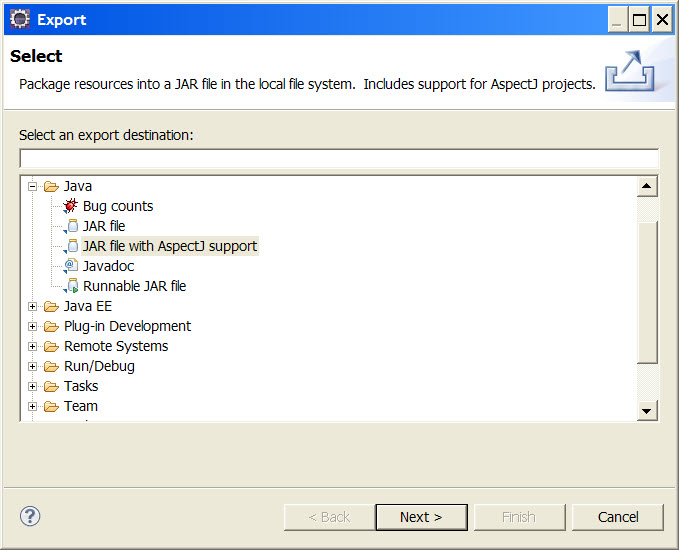 Export
Select
Package resources into a JAR file in the local file system.  Includes support for AspectJ projects.
Select an export destination:
Java
Bug counts
JAR file
JAR file with AspectJ support
Javadoc
Runnable JAR file
Java EE
Plug-in Development
Remote Systems
Run/Debug
Tasks
Team
< Back
Next >
Finish
Cancel